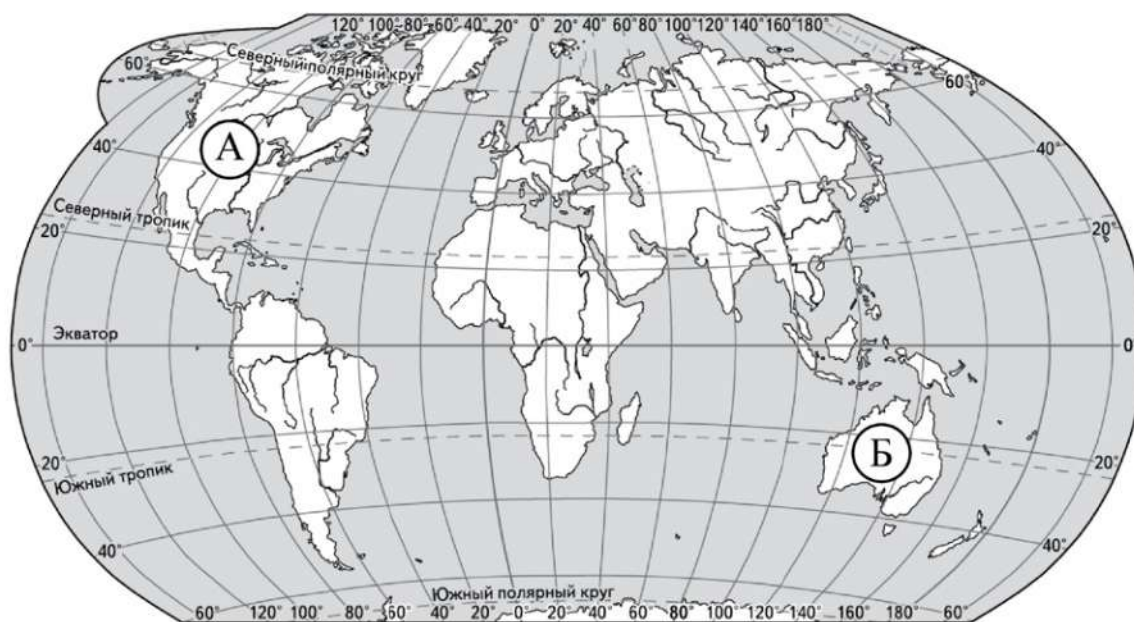 120° 100° 80° 60° 40° 20° 0° 20° 40° 60° 80° 100° 120° 140° 160° 180°
Северный полярный круг
60° 60°
А
40° 40°
Северный тропик
20° 20°
Экватор
0° 0°
Б
20° 20°
Южный тропик
40° 40°
Южный полярный круг
60° 120° 100° 80° 60° 40° 20° 0° 20° 40° 60° 80° 100° 120° 140° 160° 180° 60°